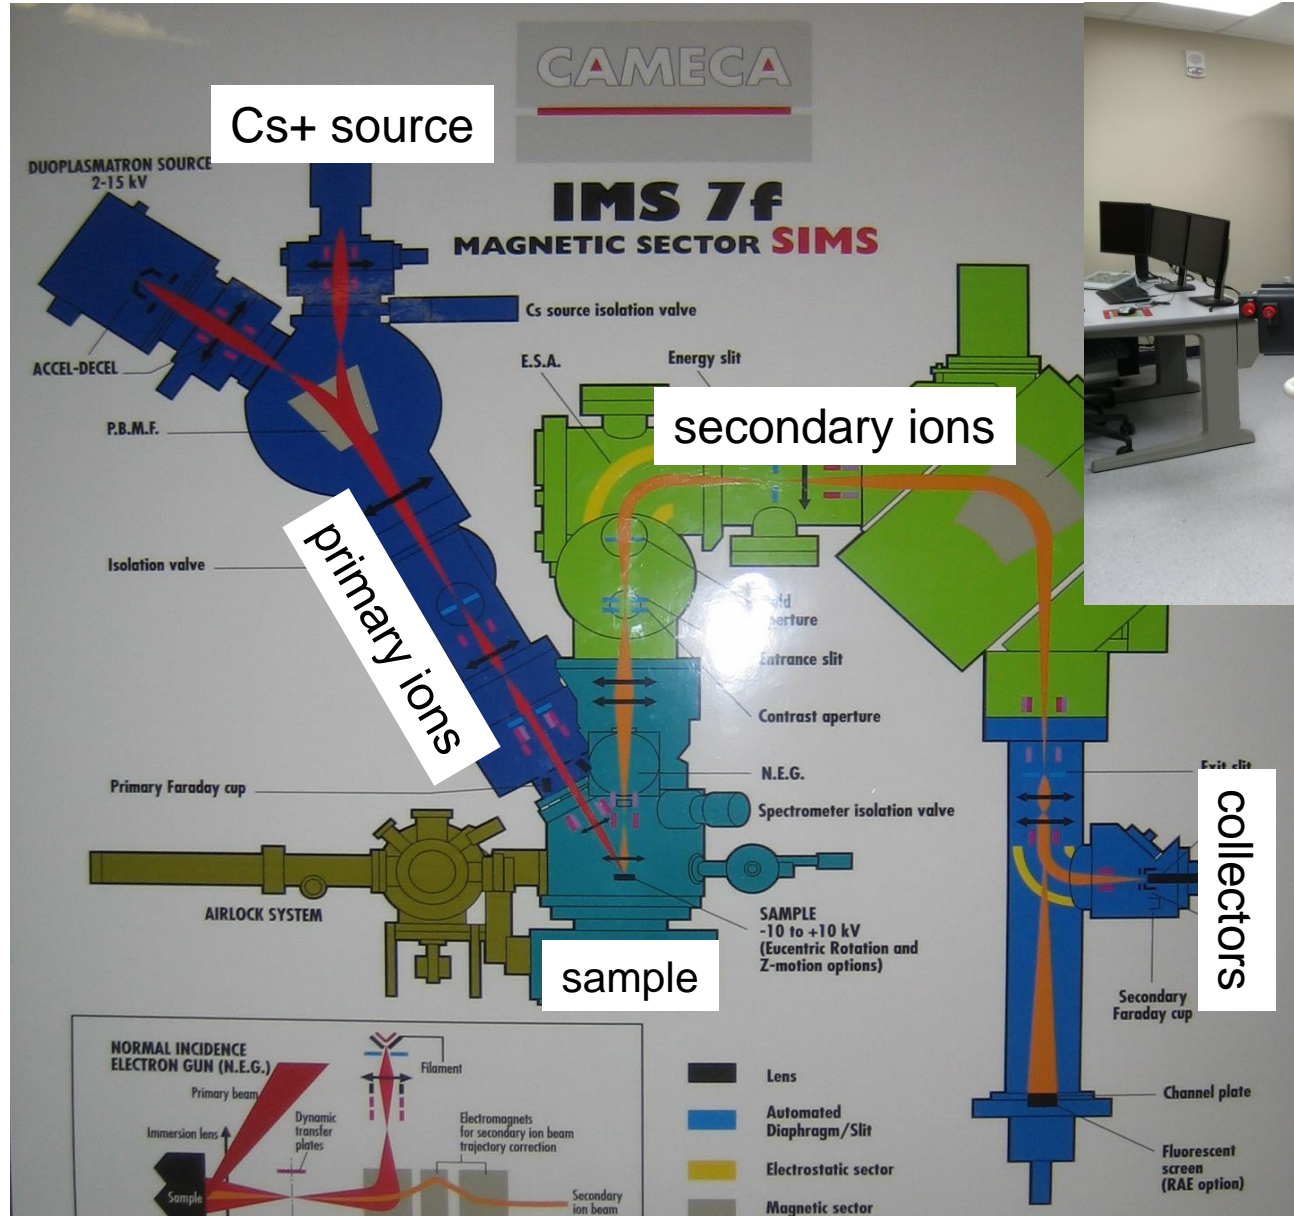 CAMECA
Cs+ source
DUOPLASMATRON SOURCE
2-15 kV
IMS 7f
MAGNETIC SECTOR SIMS
Cs source isolation valve
ACCEL-DECEL
E.S.A.
Energy slit
P.B.M.F.
secondary ions
primary ions
Isolation valve
Entrance slit
Contrast aperture
N.E.G.
Exit slit
Primary Faraday cup
Spectrometer isolation valve
collectors
AIRLOCK SYSTEM
SAMPLE
-10 to +10 kV
(Eucentric Rotation and
Z-motion options)
sample
Secondary
Faraday cup
NORMAL INCIDENCE
ELECTRON GUN (N.E.G.)
Filament
Primary beam
Dynamic
transfer
plates
Immersion lens
Electromagnets
for secondary ion beam
trajectory correction
Sample
Secondary
ion beam
Lens
Automated
Diaphragm/Slit
Electrostatic sector
Magnetic sector
Channel plate
Fluorescent
screen
(RAE option)